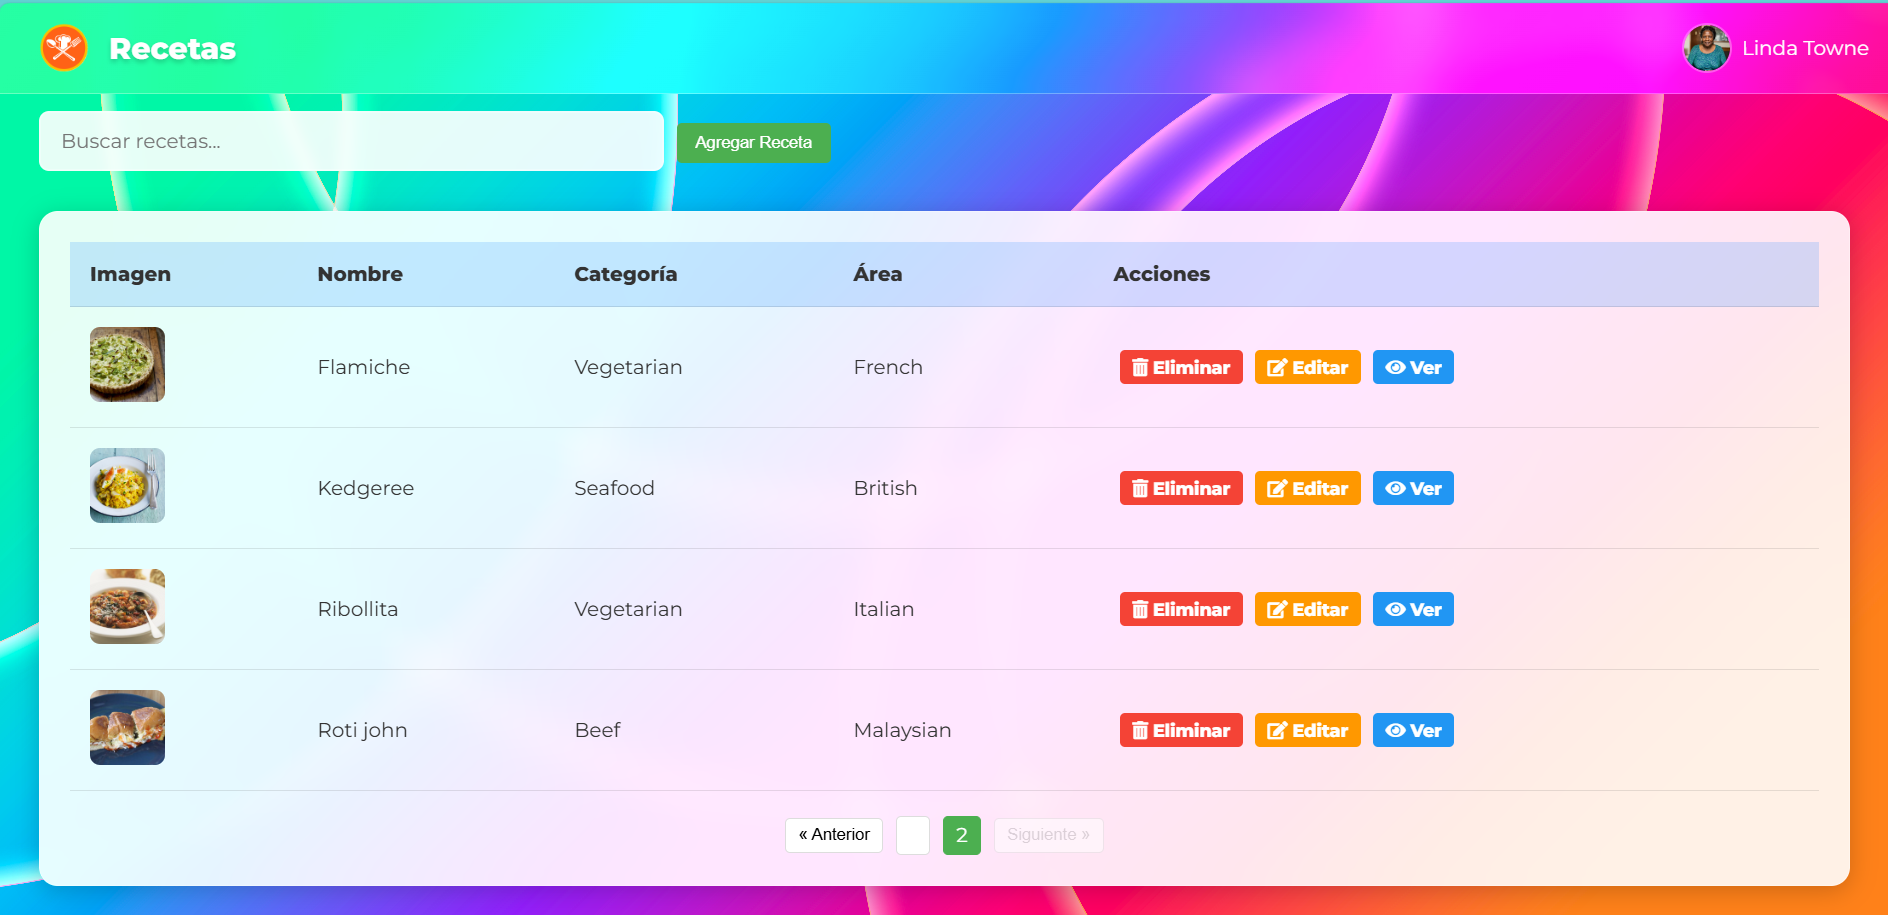 Recetas
Linda Towne
Buscar recetas...
Agregar Receta
Imagen Nombre Categoría Área Acciones
Flamiche Vegetarian French Eliminar Editar Ver
Kedgeree Seafood British Eliminar Editar Ver
Ribollita Vegetarian Italian Eliminar Editar Ver
Roti john Beef Malaysian Eliminar Editar Ver
« Anterior 2 Siguiente »